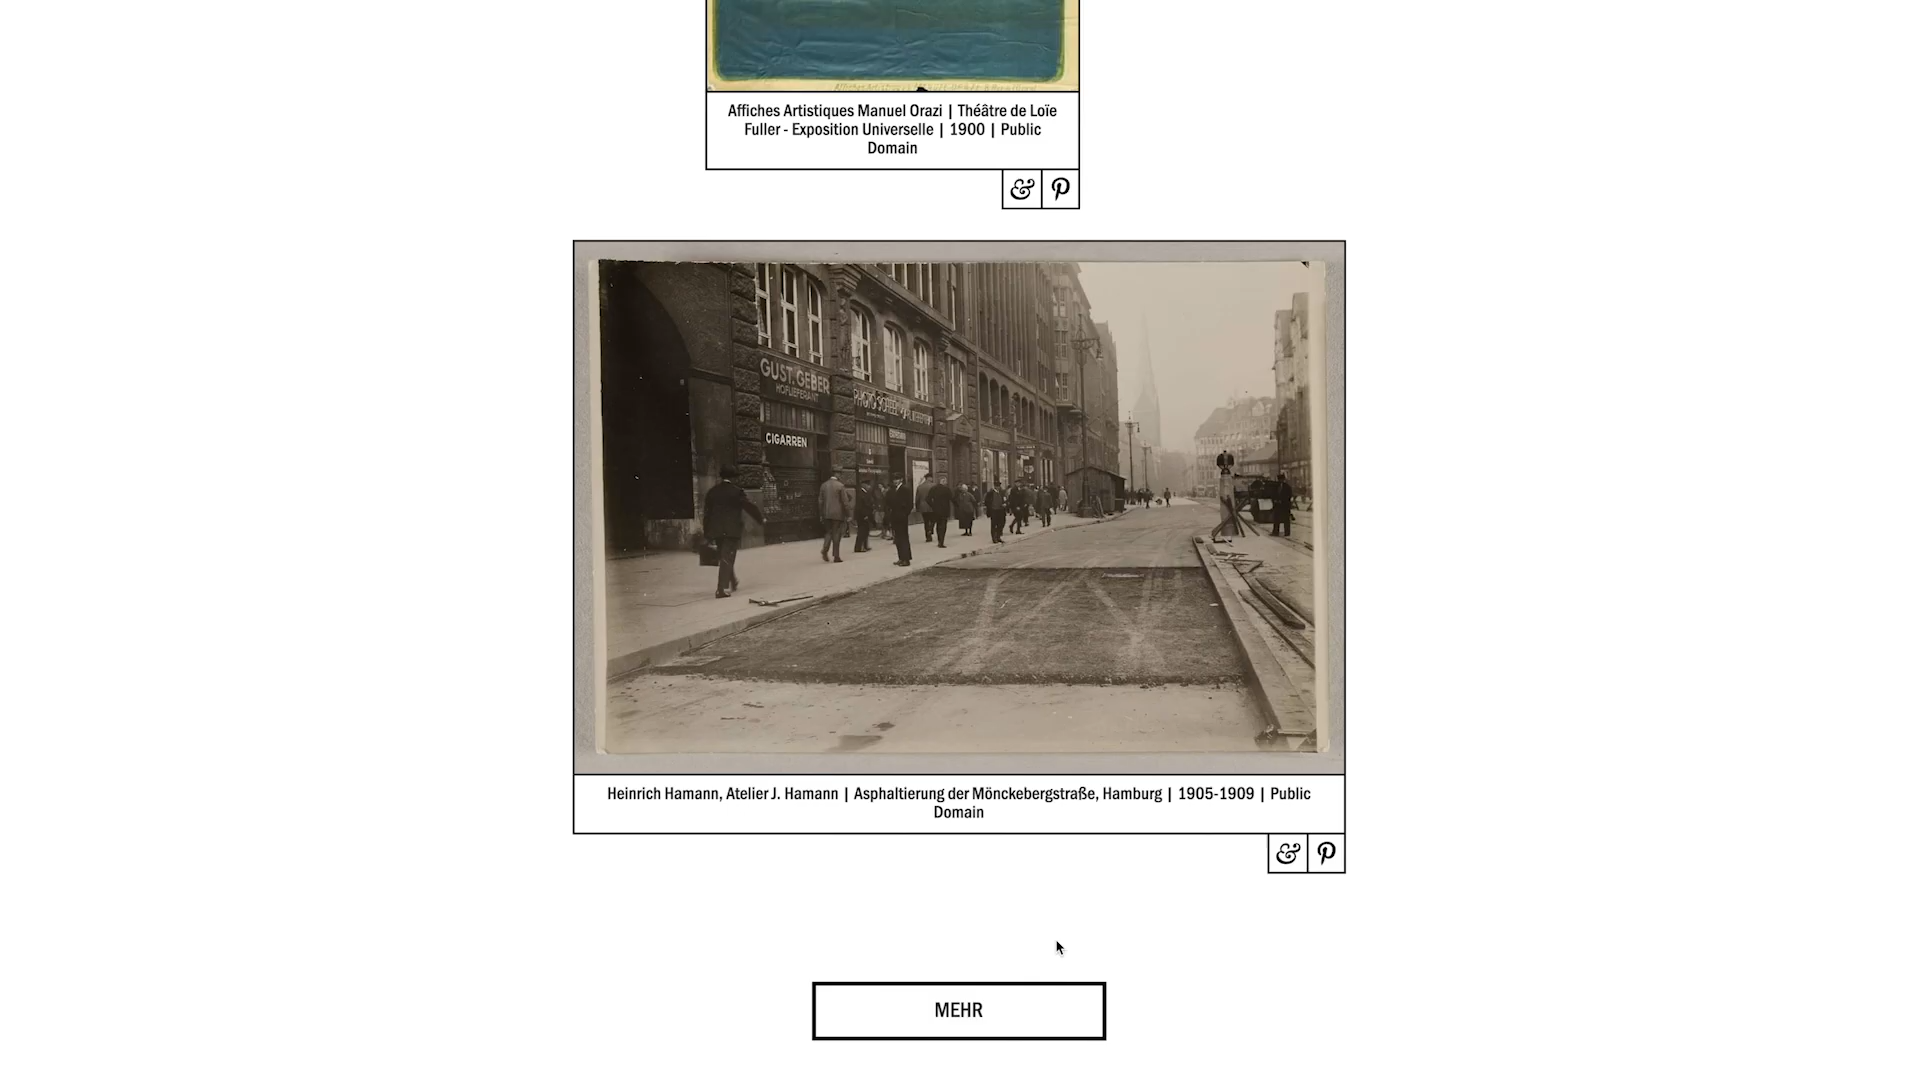 Affiches Artistiques Manuel Orazi | Théâtre de Loïe
Fuller - Exposition Universelle | 1900 | Public
Domain
GUST. GEBER
HOFLIEFERANT
CIGARREN
Heinrich Hamann, Atelier J. Hamann | Asphaltierung der Mönckebergstraße, Hamburg | 1905-1909 | Public
Domain
MEHR